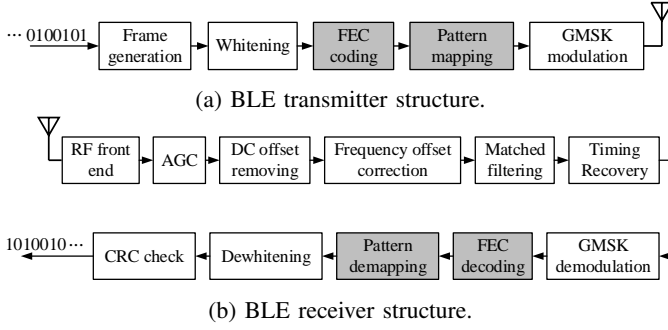 ··· 0100101
Frame
generation
Whitening
FEC
coding
Pattern
mapping
GMSK
modulation
(a) BLE transmitter structure.
RF front
end
AGC
DC offset
removing
Frequency offset
correction
Matched
filtering
Timing
Recovery
1010010 ···
CRC check
Dewhitening
Pattern
demapping
FEC
decoding
GMSK
demodulation
(b) BLE receiver structure.